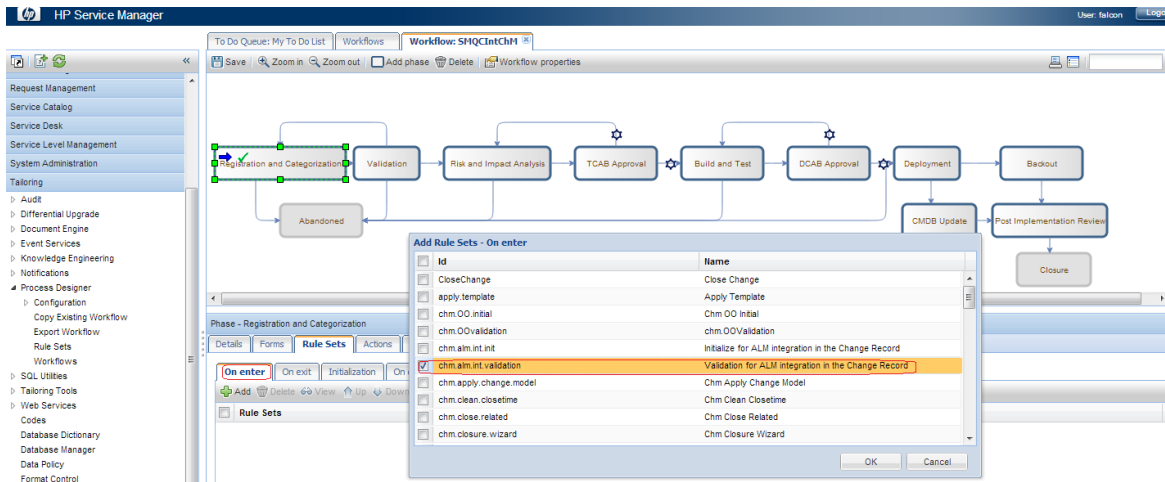 HP Service Manager
User: falcon
Logo
To Do Queue: My To Do List
Workflows
Workflow: SMQCIntChM
Save
Zoom in
Zoom out
Add phase
Delete
Workflow properties
Request Management
Service Catalog
Service Desk
Service Level Management
System Administration
Tailoring
Audit
Differential Upgrade
Document Engine
Event Services
Knowledge Engineering
Notifications
Process Designer
Configuration
Copy Existing Workflow
Export Workflow
Rule Sets
Workflows
SQL Utilities
Tailoring Tools
Web Services
Codes
Database Dictionary
Database Manager
Data Policy
Format Control
Registration and Categorization
Validation
Risk and Impact Analysis
TCAB Approval
Build and Test
DCAB Approval
Deployment
Backout
Abandoned
CMDB Update
Post Implementation Review
Closure
Phase - Registration and Categorization
Details
Forms
Rule Sets
Actions
On enter
On exit
Initialization
On
Add
Delete
View
Up
Down
Rule Sets
Add Rule Sets - On enter
Id Name
CloseChange Close Change
apply.template Apply Template
chm.OO.initial Chm OO Initial
chm.OOvalidation chm.OOValidation
chm.alm.int.init Initialize for ALM integration in the Change Record
chm.alm.int.validation Validation for ALM integration in the Change Record
chm.apply.change.model Chm Apply Change Model
chm.clean.closetime Chm Clean Closetime
chm.close.related Chm Close Related
chm.closure.wizard Chm Closure Wizard
OK
Cancel